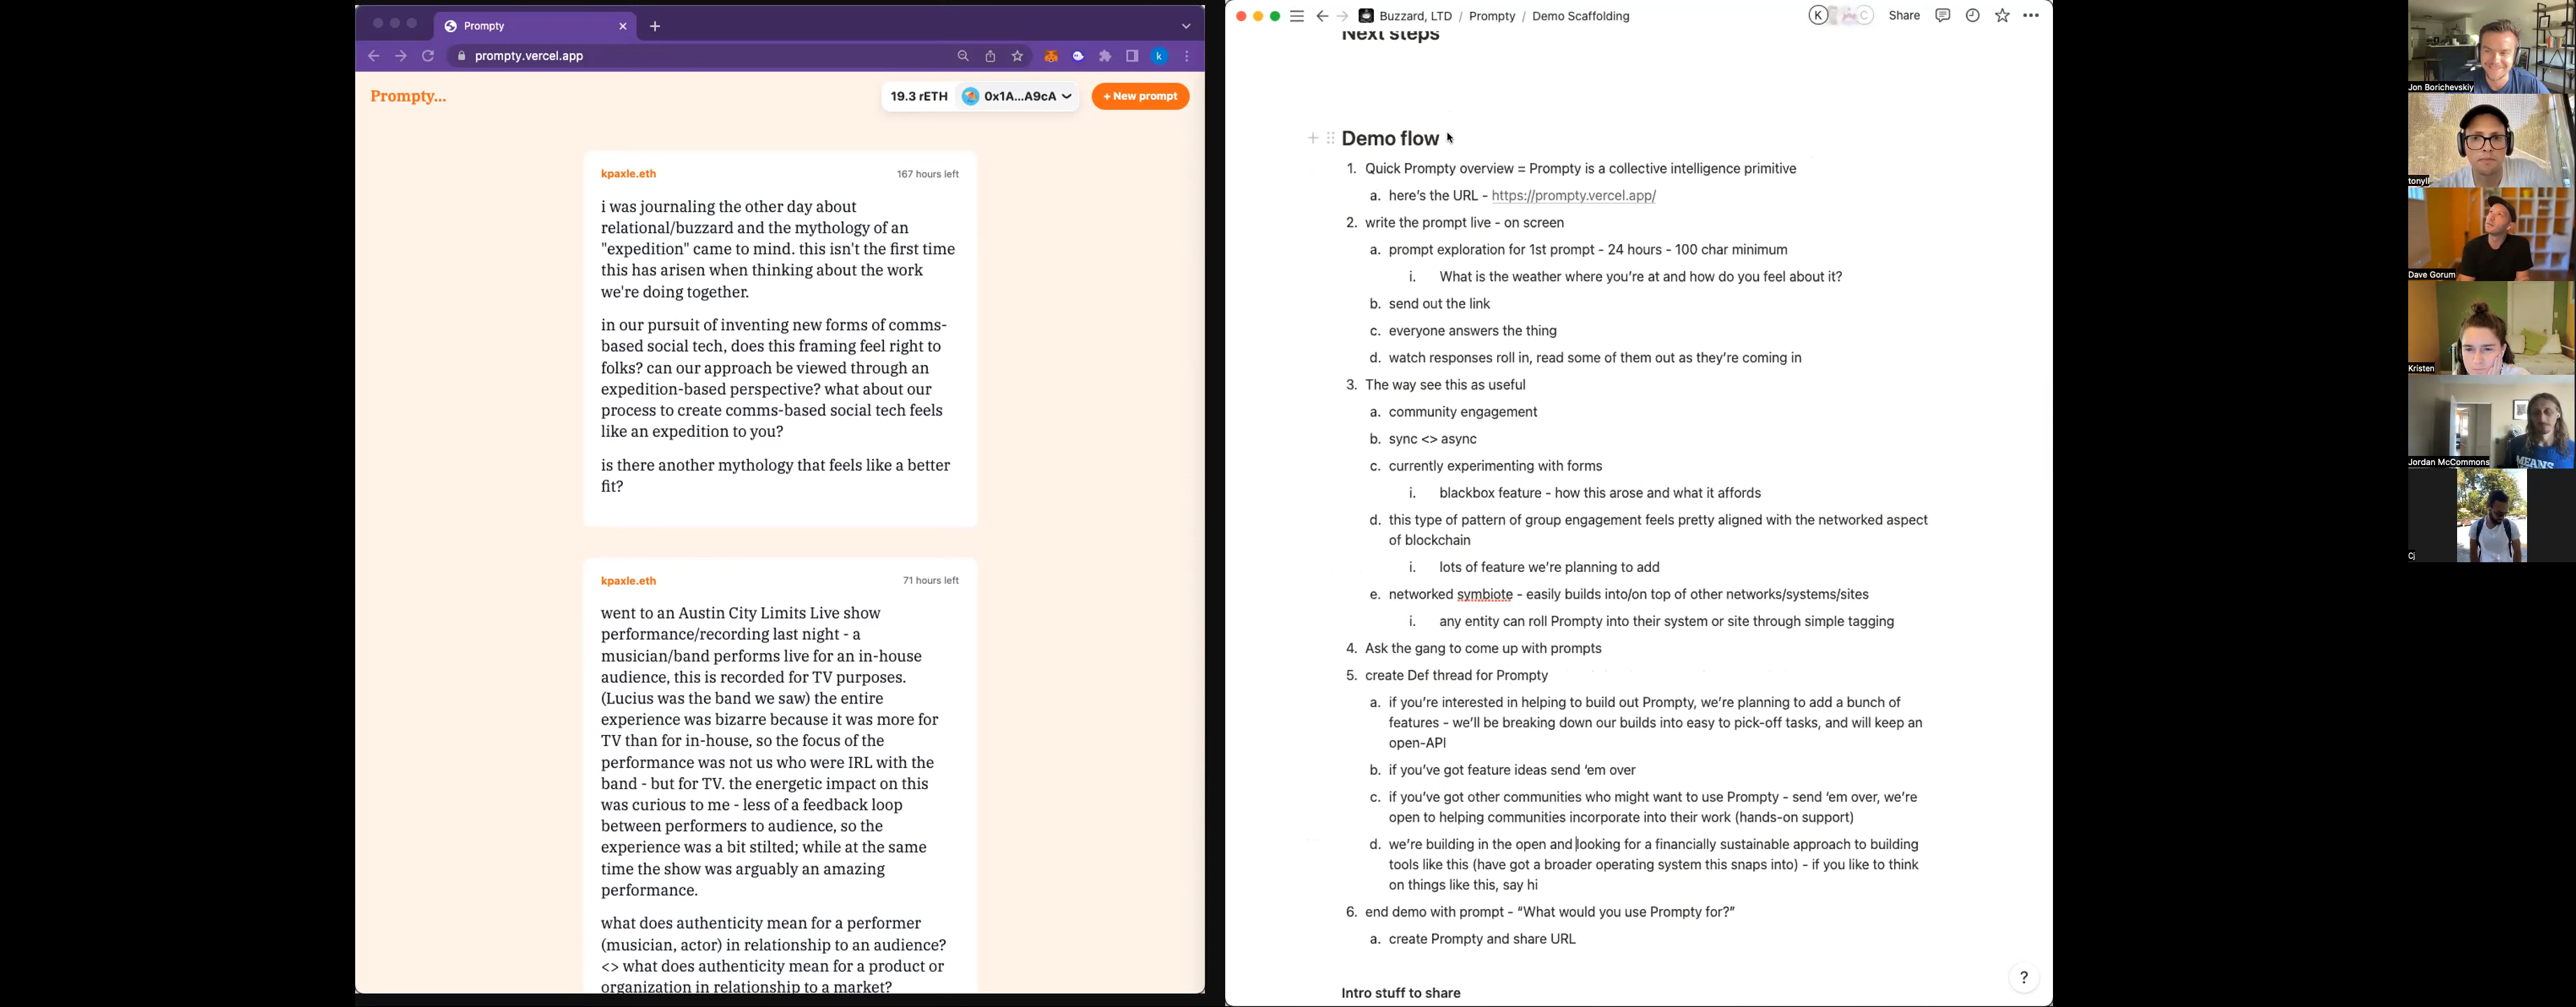 Prompty
prompty.vercel.app
k
Prompty...
19.3 rETH
0x1A...A9cA
+ New prompt
kpaxle.eth
167 hours left
i was journaling the other day about
relational/buzzard and the mythology of an
"expedition" came to mind. this isn't the first time
this has arisen when thinking about the work
we're doing together.
in our pursuit of inventing new forms of comms-
based social tech, does this framing feel right to
folks? can our approach be viewed through an
expedition-based perspective? what about our
process to create comms-based social tech feels
like an expedition to you?
is there another mythology that feels like a better
fit?
kpaxle.eth
71 hours left
went to an Austin City Limits Live show
performance/recording last night - a
musician/band performs live for an in-house
audience, this is recorded for TV purposes.
(Lucius was the band we saw) the entire
experience was bizarre because it was more for
TV than for in-house, so the focus of the
performance was not us who were IRL with the
band - but for TV. the energetic impact on this
was curious to me - less of a feedback loop
between performers to audience, so the
experience was a bit stilted; while at the same
time the show was arguably an amazing
performance.
what does authenticity mean for a performer
(musician, actor) in relationship to an audience?
<> what does authenticity mean for a product or
organization in relationship to a market?
Buzzard, LTD / Prompty / Demo Scaffolding
K
C
Share
Next steps
Demo flow
1. Quick Prompty overview = Prompty is a collective intelligence primitive
a. here's the URL - https://prompty.vercel.app/
2. write the prompt live - on screen
a. prompt exploration for 1st prompt - 24 hours - 100 char minimum
i. What is the weather where you're at and how do you feel about it?
b. send out the link
c. everyone answers the thing
d. watch responses roll in, read some of them out as they're coming in
3. The way see this as useful
a. community engagement
b. sync <> async
c. currently experimenting with forms
i. blackbox feature - how this arose and what it affords
d. this type of pattern of group engagement feels pretty aligned with the networked aspect
of blockchain
i. lots of feature we're planning to add
e. networked symbiote - easily builds into/on top of other networks/systems/sites
i. any entity can roll Prompty into their system or site through simple tagging
4. Ask the gang to come up with prompts
5. create Def thread for Prompty
a. if you're interested in helping to build out Prompty, we're planning to add a bunch of
features - we'll be breaking down our builds into easy to pick-off tasks, and will keep an
open-API
b. if you've got feature ideas send 'em over
c. if you've got other communities who might want to use Prompty - send 'em over, we're
open to helping communities incorporate into their work (hands-on support)
d. we're building in the open and looking for a financially sustainable approach to building
tools like this (have got a broader operating system this snaps into) - if you like to think
on things like this, say hi
6. end demo with prompt - “What would you use Prompty for?”
a. create Prompty and share URL
Intro stuff to share
?
Jon Borichevskiy
Dave Gorum
Kristen
Jordan McCommons
MEANS
Cj